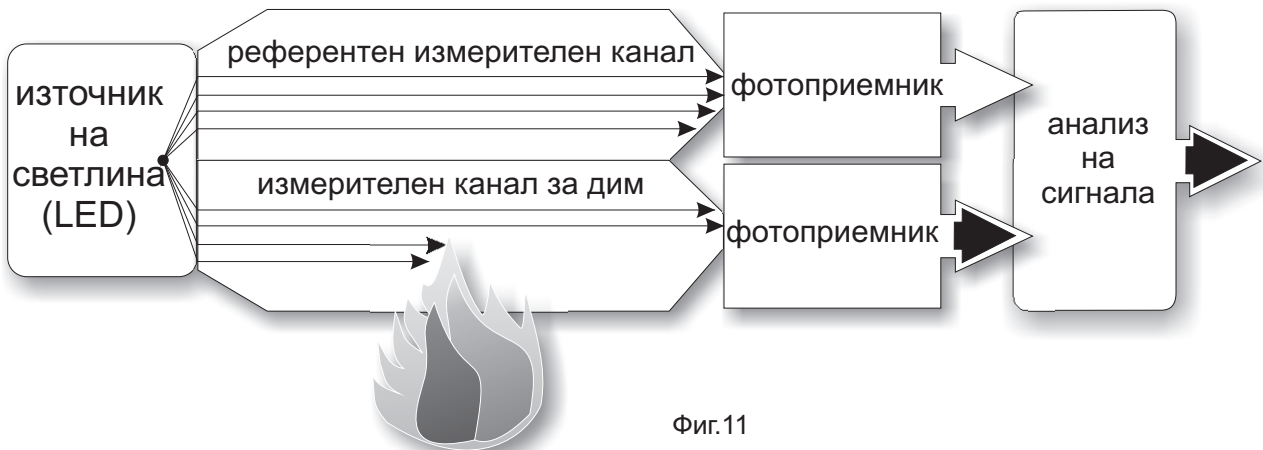 източник
на
светлина
(LED)
референтен измерителен канал
измерителен канал за дим
фотоприемник
фотоприемник
анализ
на
сигнала
Фиг.11